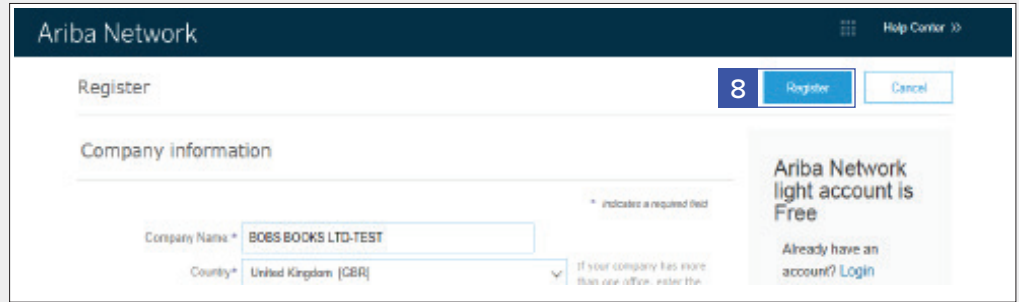 Ariba Network
Help Center »
Register
8
Register
Cancel
Company information
* indicates a required field
Company Name *
BOBS BOOKS LTD-TEST
Country*
United Kingdom [GBR]
If your company has more
than one office, enter the
Ariba Network
light account is
Free
Already have an
account? Login